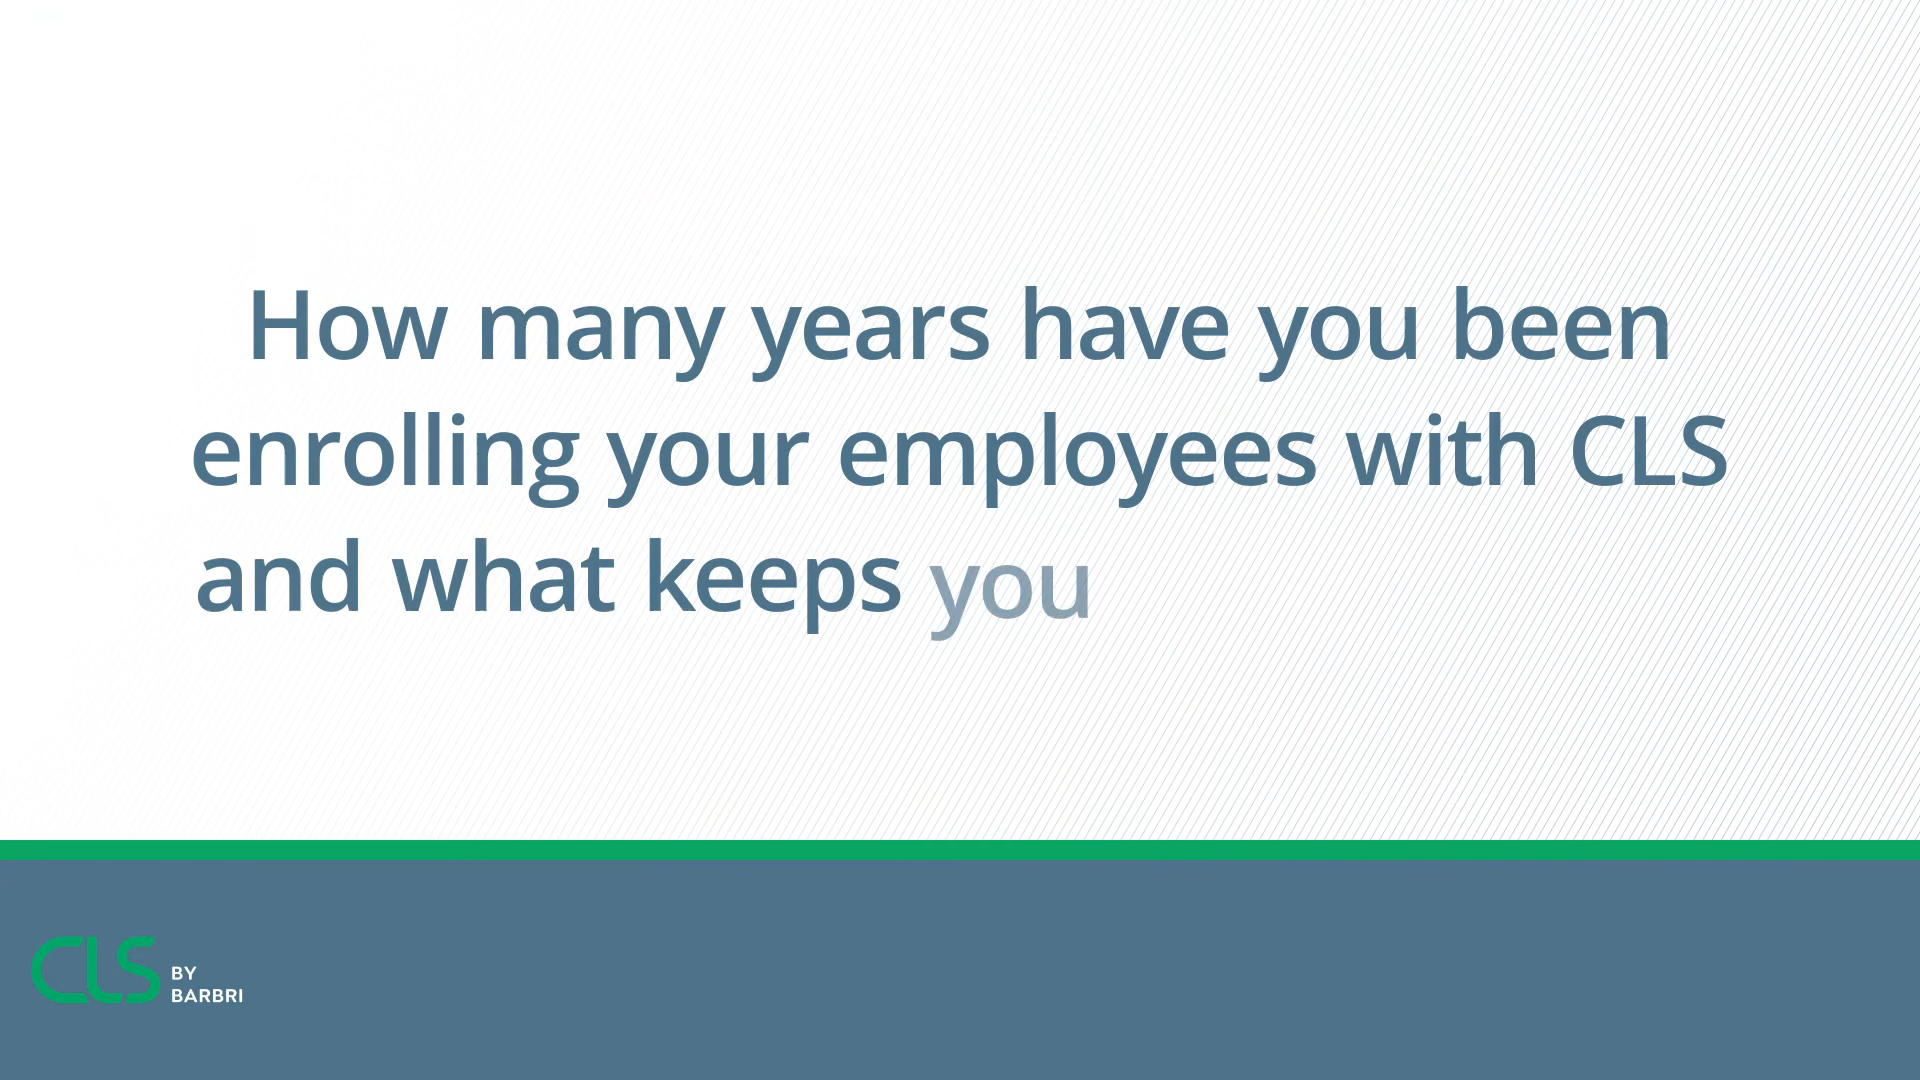 How many years have you been
enrolling your employees with CLS
and what keeps you
CLS BY
BARBRI